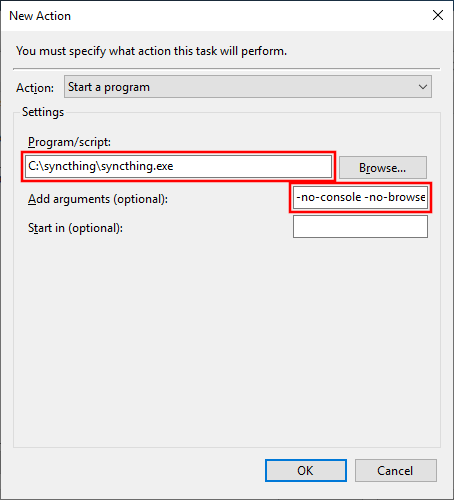 New Action
You must specify what action this task will perform.
Action: Start a program
Settings
Program/script:
C:\syncthing\syncthing.exe Browse...
Add arguments (optional): -no-console -no-browse
Start in (optional):
OK Cancel